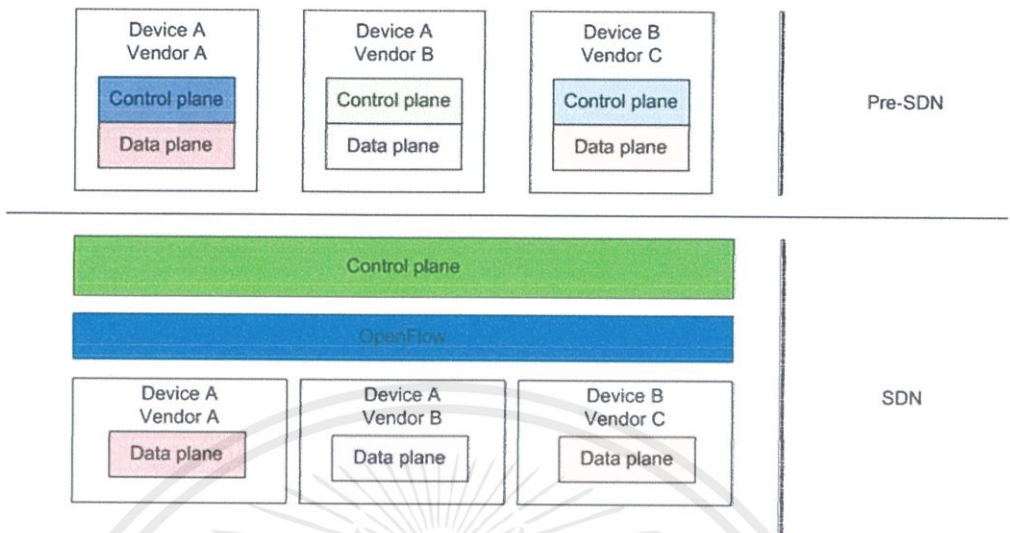 Device A
Vendor A
Control plane
Data plane
Device A
Vendor B
Control plane
Data plane
Device B
Vendor C
Control plane
Data plane
Pre-SDN
Control plane
OpenFlow
Device A
Vendor A
Data plane
Device A
Vendor B
Data plane
Device B
Vendor C
Data plane
SDN